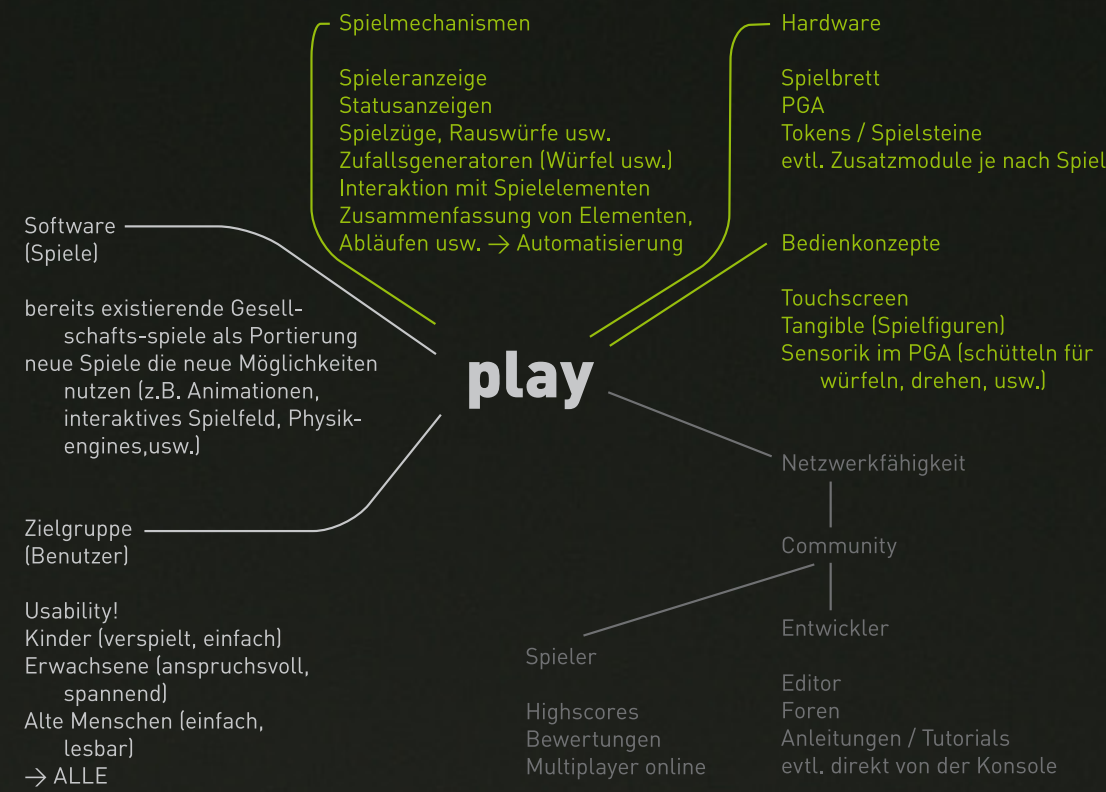 Spielmechanismen
Spieleranzeige
Statusanzeigen
Spielzüge, Rauswürfe usw.
Zufallsgeneratoren (Würfel usw.)
Interaktion mit Spielelementen
Zusammenfassung von Elementen,
Abläufen usw. → Automatisierung
Hardware
Spielbrett
PGA
Tokens / Spielsteine
evtl. Zusatzmodule je nach Spiel
Software
(Spiele)
bereits existierende Gesell-
schafts-spiele als Portierung
neue Spiele die neue Möglichkeiten
nutzen (z.B. Animationen,
interaktives Spielfeld, Physik-
engines,usw.)
Bedienkonzepte
Touchscreen
Tangible (Spielfiguren)
Sensorik im PGA (schütteln für
würfeln, drehen, usw.)
play
Zielgruppe
(Benutzer)
Usability!
Kinder (verspielt, einfach)
Erwachsene (anspruchsvoll,
spannend)
Alte Menschen (einfach,
lesbar)
→ ALLE
Netzwerkfähigkeit
Community
Spieler
Highscores
Bewertungen
Multiplayer online
Entwickler
Editor
Foren
Anleitungen / Tutorials
evtl. direkt von der Konsole